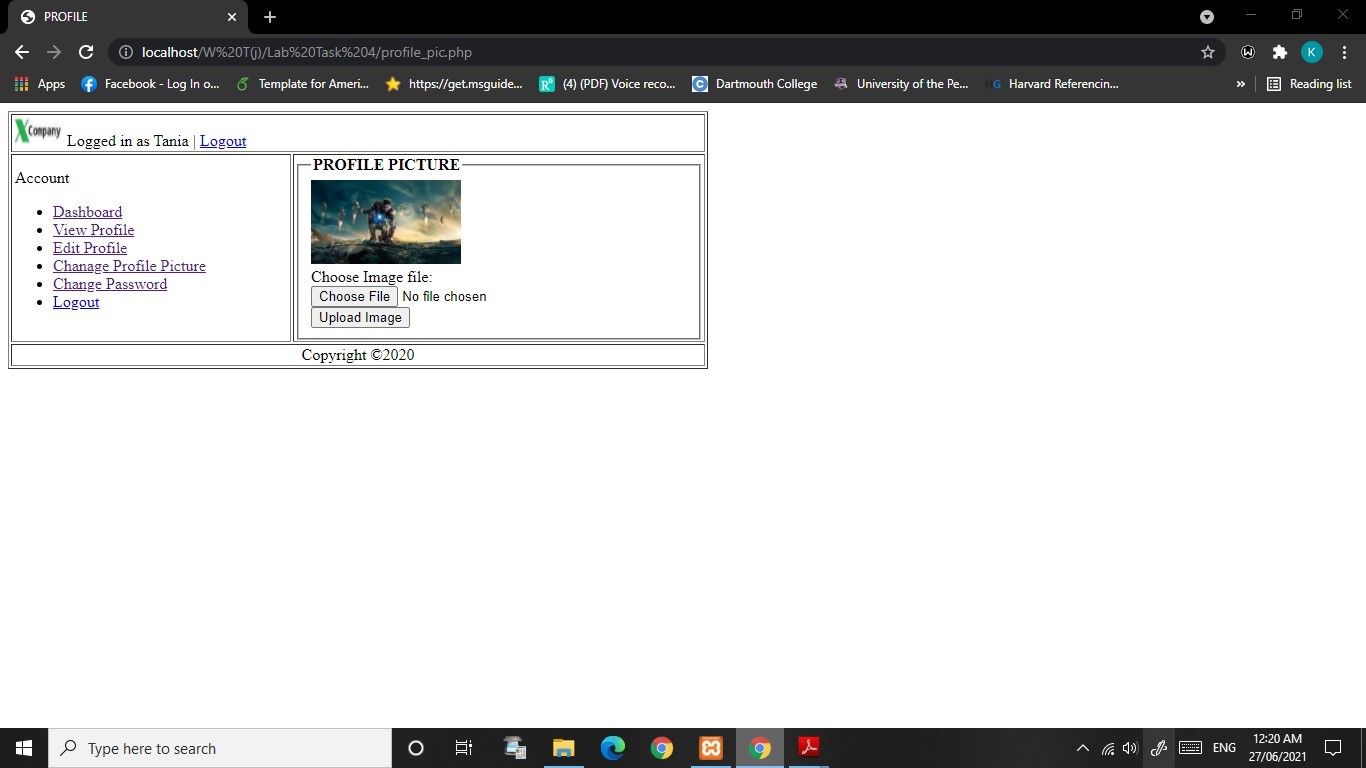 PROFILE
localhost/W%20T(j)/Lab%20Task%204/profile_pic.php
K
Apps
Facebook - Log In o...
Template for Ameri...
https://get.msguide...
R⁶ (4) (PDF) Voice reco...
C Dartmouth College
University of the Pe...
HG Harvard Referencin...
»
Reading list
XCompany Logged in as Tania | Logout
Account
Dashboard
View Profile
Edit Profile
Chanage Profile Picture
Change Password
Logout
PROFILE PICTURE
Choose Image file:
Choose File No file chosen
Upload Image
Copyright ©2020
Type here to search
ENG
12:20 AM
27/06/2021